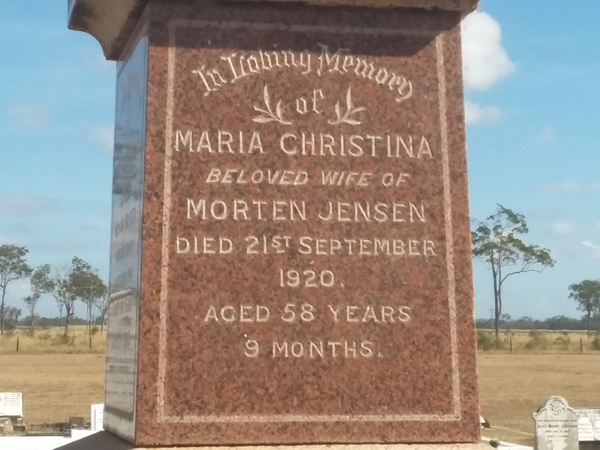 In Loving Memory
of
MARIA CHRISTINA
BELOVED WIFE OF
MORTEN JENSEN
DIED 21ST SEPTEMBER
1920.
AGED 58 YEARS
9 MONTHS.